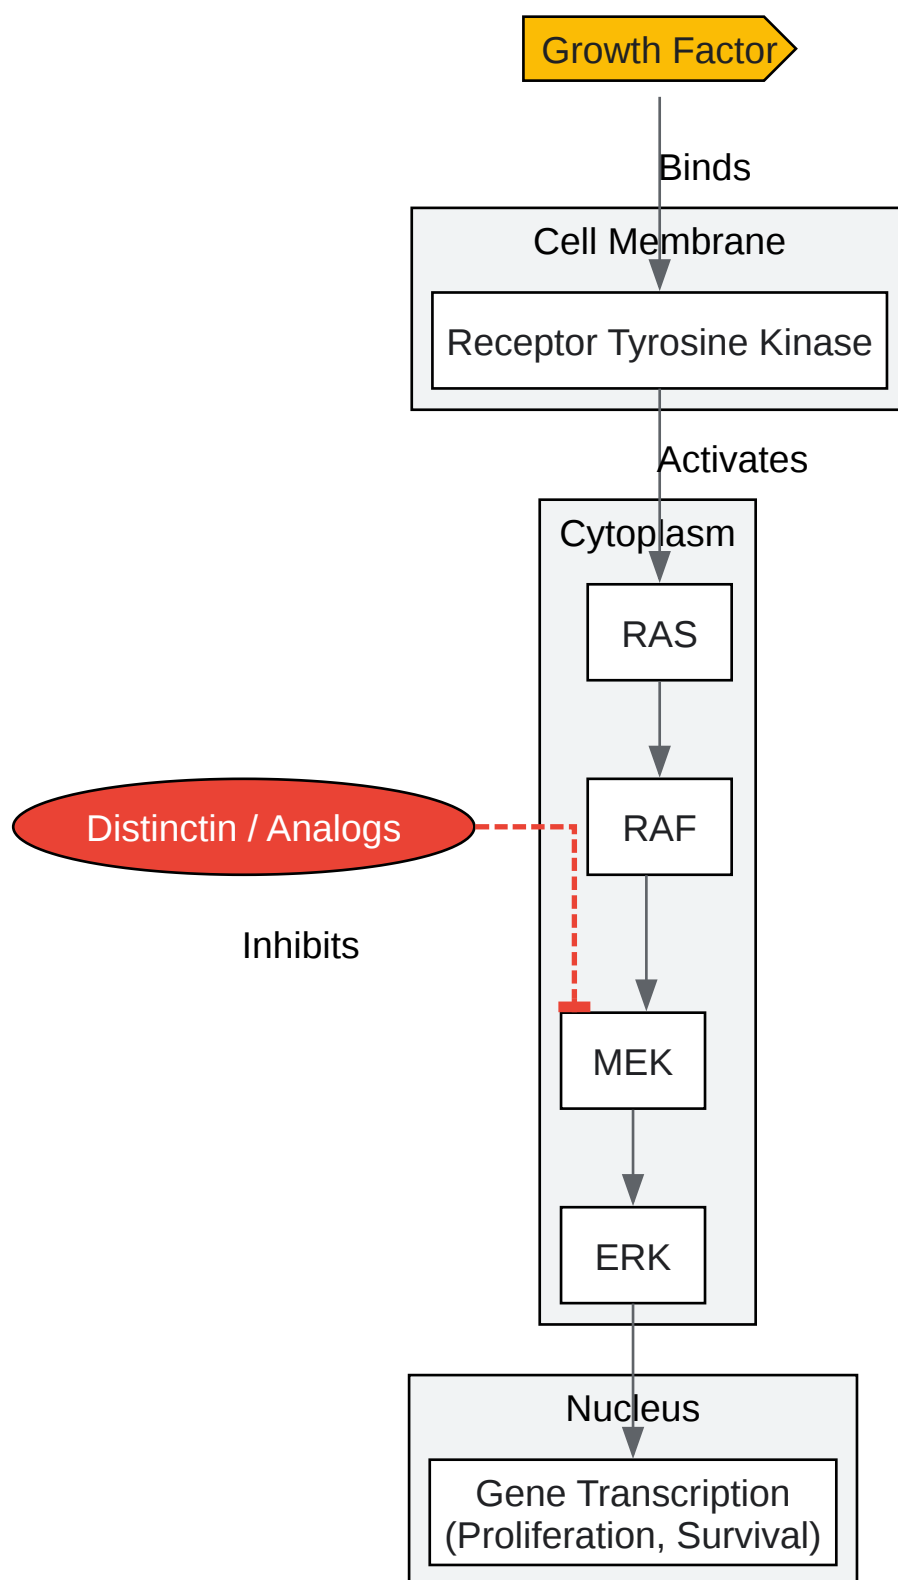 Growth Factor
Binds
Cell Membrane
Receptor Tyrosine Kinase
Activates
Cytoplasm
RAS
Distinctin / Analogs
RAF
Inhibits
MEK
ERK
Nucleus
Gene Transcription
(Proliferation, Survival)